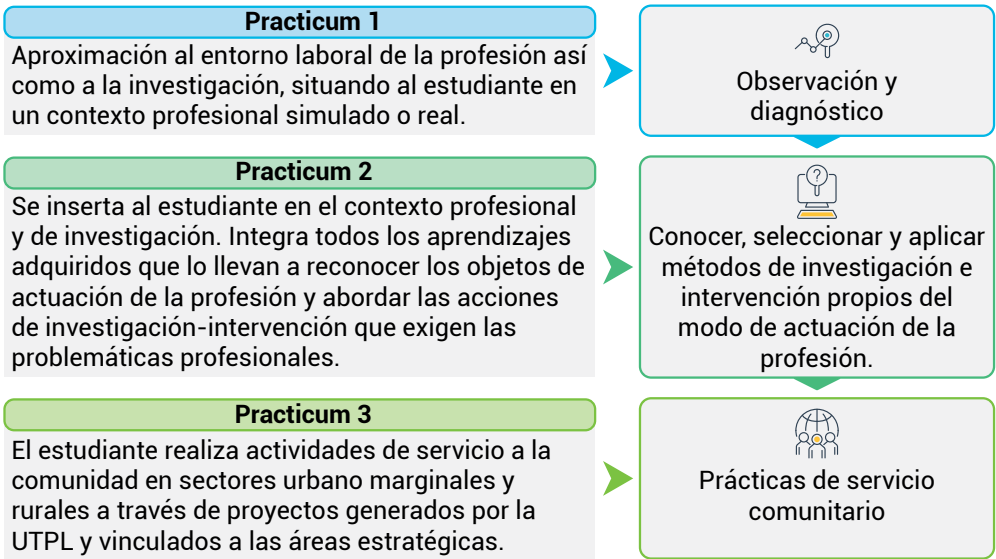 Practicum 1
Aproximación al entorno laboral de la profesión así
como a la investigación, situando al estudiante en
un contexto profesional simulado o real.
Observación y
diagnóstico
Practicum 2
Se inserta al estudiante en el contexto profesional
y de investigación. Integra todos los aprendizajes
adquiridos que lo llevan a reconocer los objetos de
actuación de la profesión y abordar las acciones
de investigación-intervención que exigen las
problemáticas profesionales.
?
Conocer, seleccionar y aplicar
métodos de investigación e
intervención propios del
modo de actuación de la
profesión.
Practicum 3
El estudiante realiza actividades de servicio a la
comunidad en sectores urbano marginales y
rurales a través de proyectos generados por la
UTPL y vinculados a las áreas estratégicas.
Prácticas de servicio
comunitario